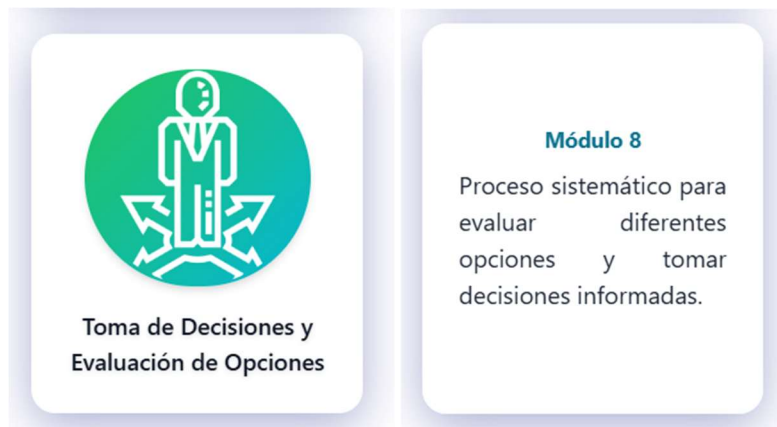 Toma de Decisiones y
Evaluación de Opciones
Módulo 8
Proceso sistemático para
evaluar diferentes
opciones y tomar
decisiones informadas.